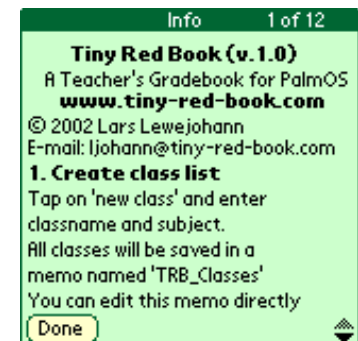 Info 1 of 12
Tiny Red Book (v.1.0)
A Teacher's Gradebook for PalmOS
www.tiny-red-book.com
© 2002 Lars Lewejohann
E-mail: ljohann@tiny-red-book.com
1. Create class list
Tap on 'new class' and enter
classname and subject.
All classes will be saved in a
memo named 'TRB_Classes'
You can edit this memo directly
Done